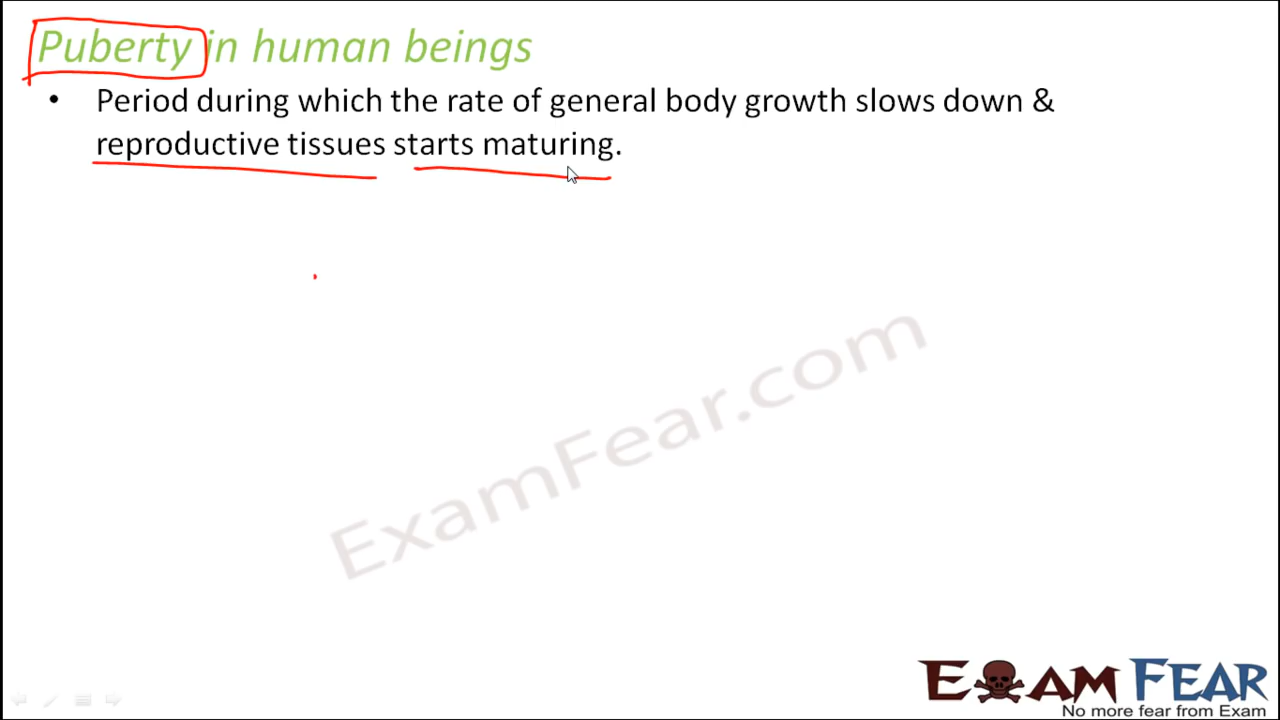 Puberty in human beings
• Period during which the rate of general body growth slows down &
reproductive tissues starts maturing.
ExamFear.com
EXAM FEAR
No more fear from Exam